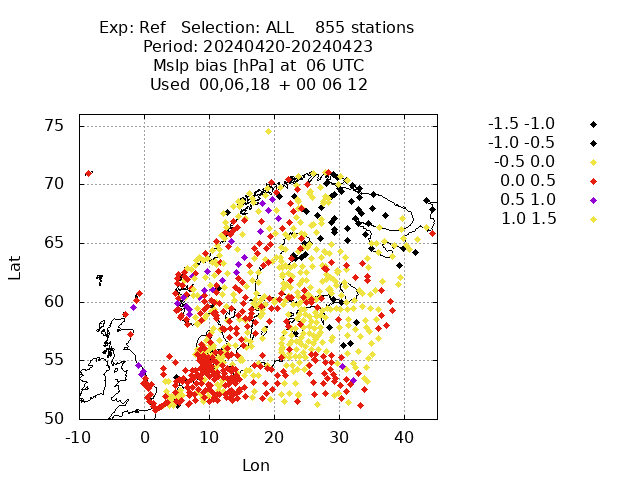 Exp: Ref   Selection: ALL    855 stations
Period: 20240420-20240423
Mslp bias [hPa] at  06 UTC
Used  00,06,18  + 00 06 12
-1.5 -1.0
-1.0 -0.5
-0.5 0.0
0.0 0.5
0.5 1.0
1.0 1.5
Lat
75
70
65
60
55
50
-10 0 10 20 30 40
Lon